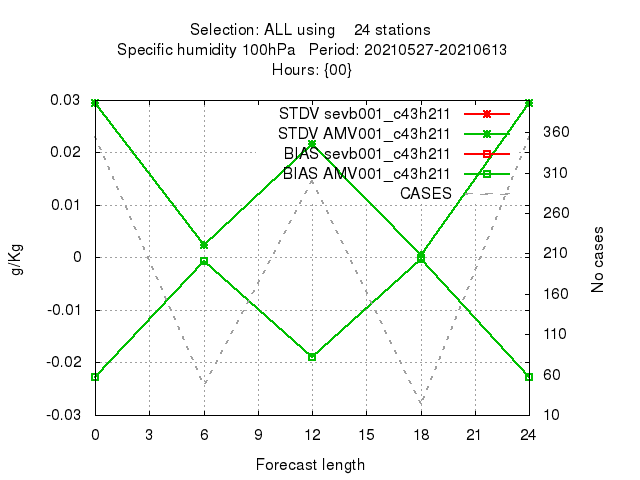 Selection: ALL using 24 stations
Specific humidity 100hPa Period: 20210527-20210613
Hours: {00}
STDV sevb001_c43h211
STDV AMV001_c43h211
BIAS sevb001_c43h211
BIAS AMV001_c43h211
CASES
0.03
0.02
0.01
0
-0.01
-0.02
-0.03
g/Kg
360
310
260
210
160
110
60
10
No cases
0 3 6 9 12 15 18 21 24
Forecast length